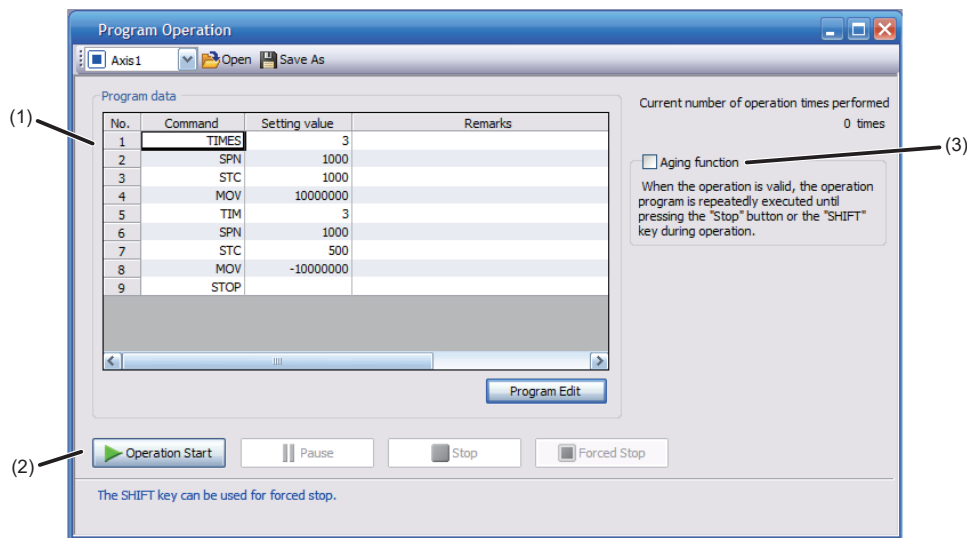 Program Operation
Axis1 Open Save As
Program data
No. Command Setting value Remarks
1 TIMES 3
2 SPN 1000
3 STC 1000
4 MOV 10000000
5 TIM 3
6 SPN 1000
7 STC 500
8 MOV -10000000
9 STOP
Program Edit
Current number of operation times performed
0 times
Aging function
When the operation is valid, the operation
program is repeatedly executed until
pressing the "Stop" button or the "SHIFT"
key during operation.
Operation Start Pause Stop Forced Stop
The SHIFT key can be used for forced stop.
(1)
(2)
(3)